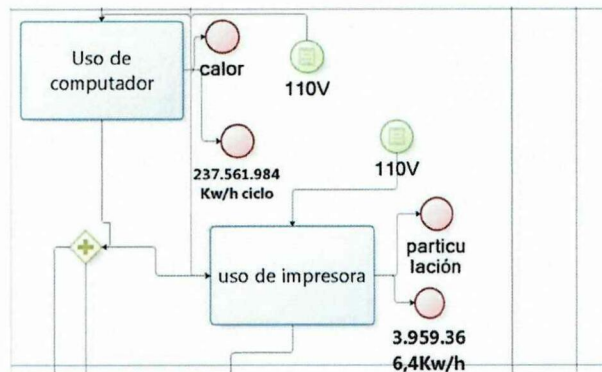 Uso de
computador
calor
110V
237.561.984
Kw/h ciclo
110V
uso de impresora
particu
lación
3.959.36
6,4Kw/h